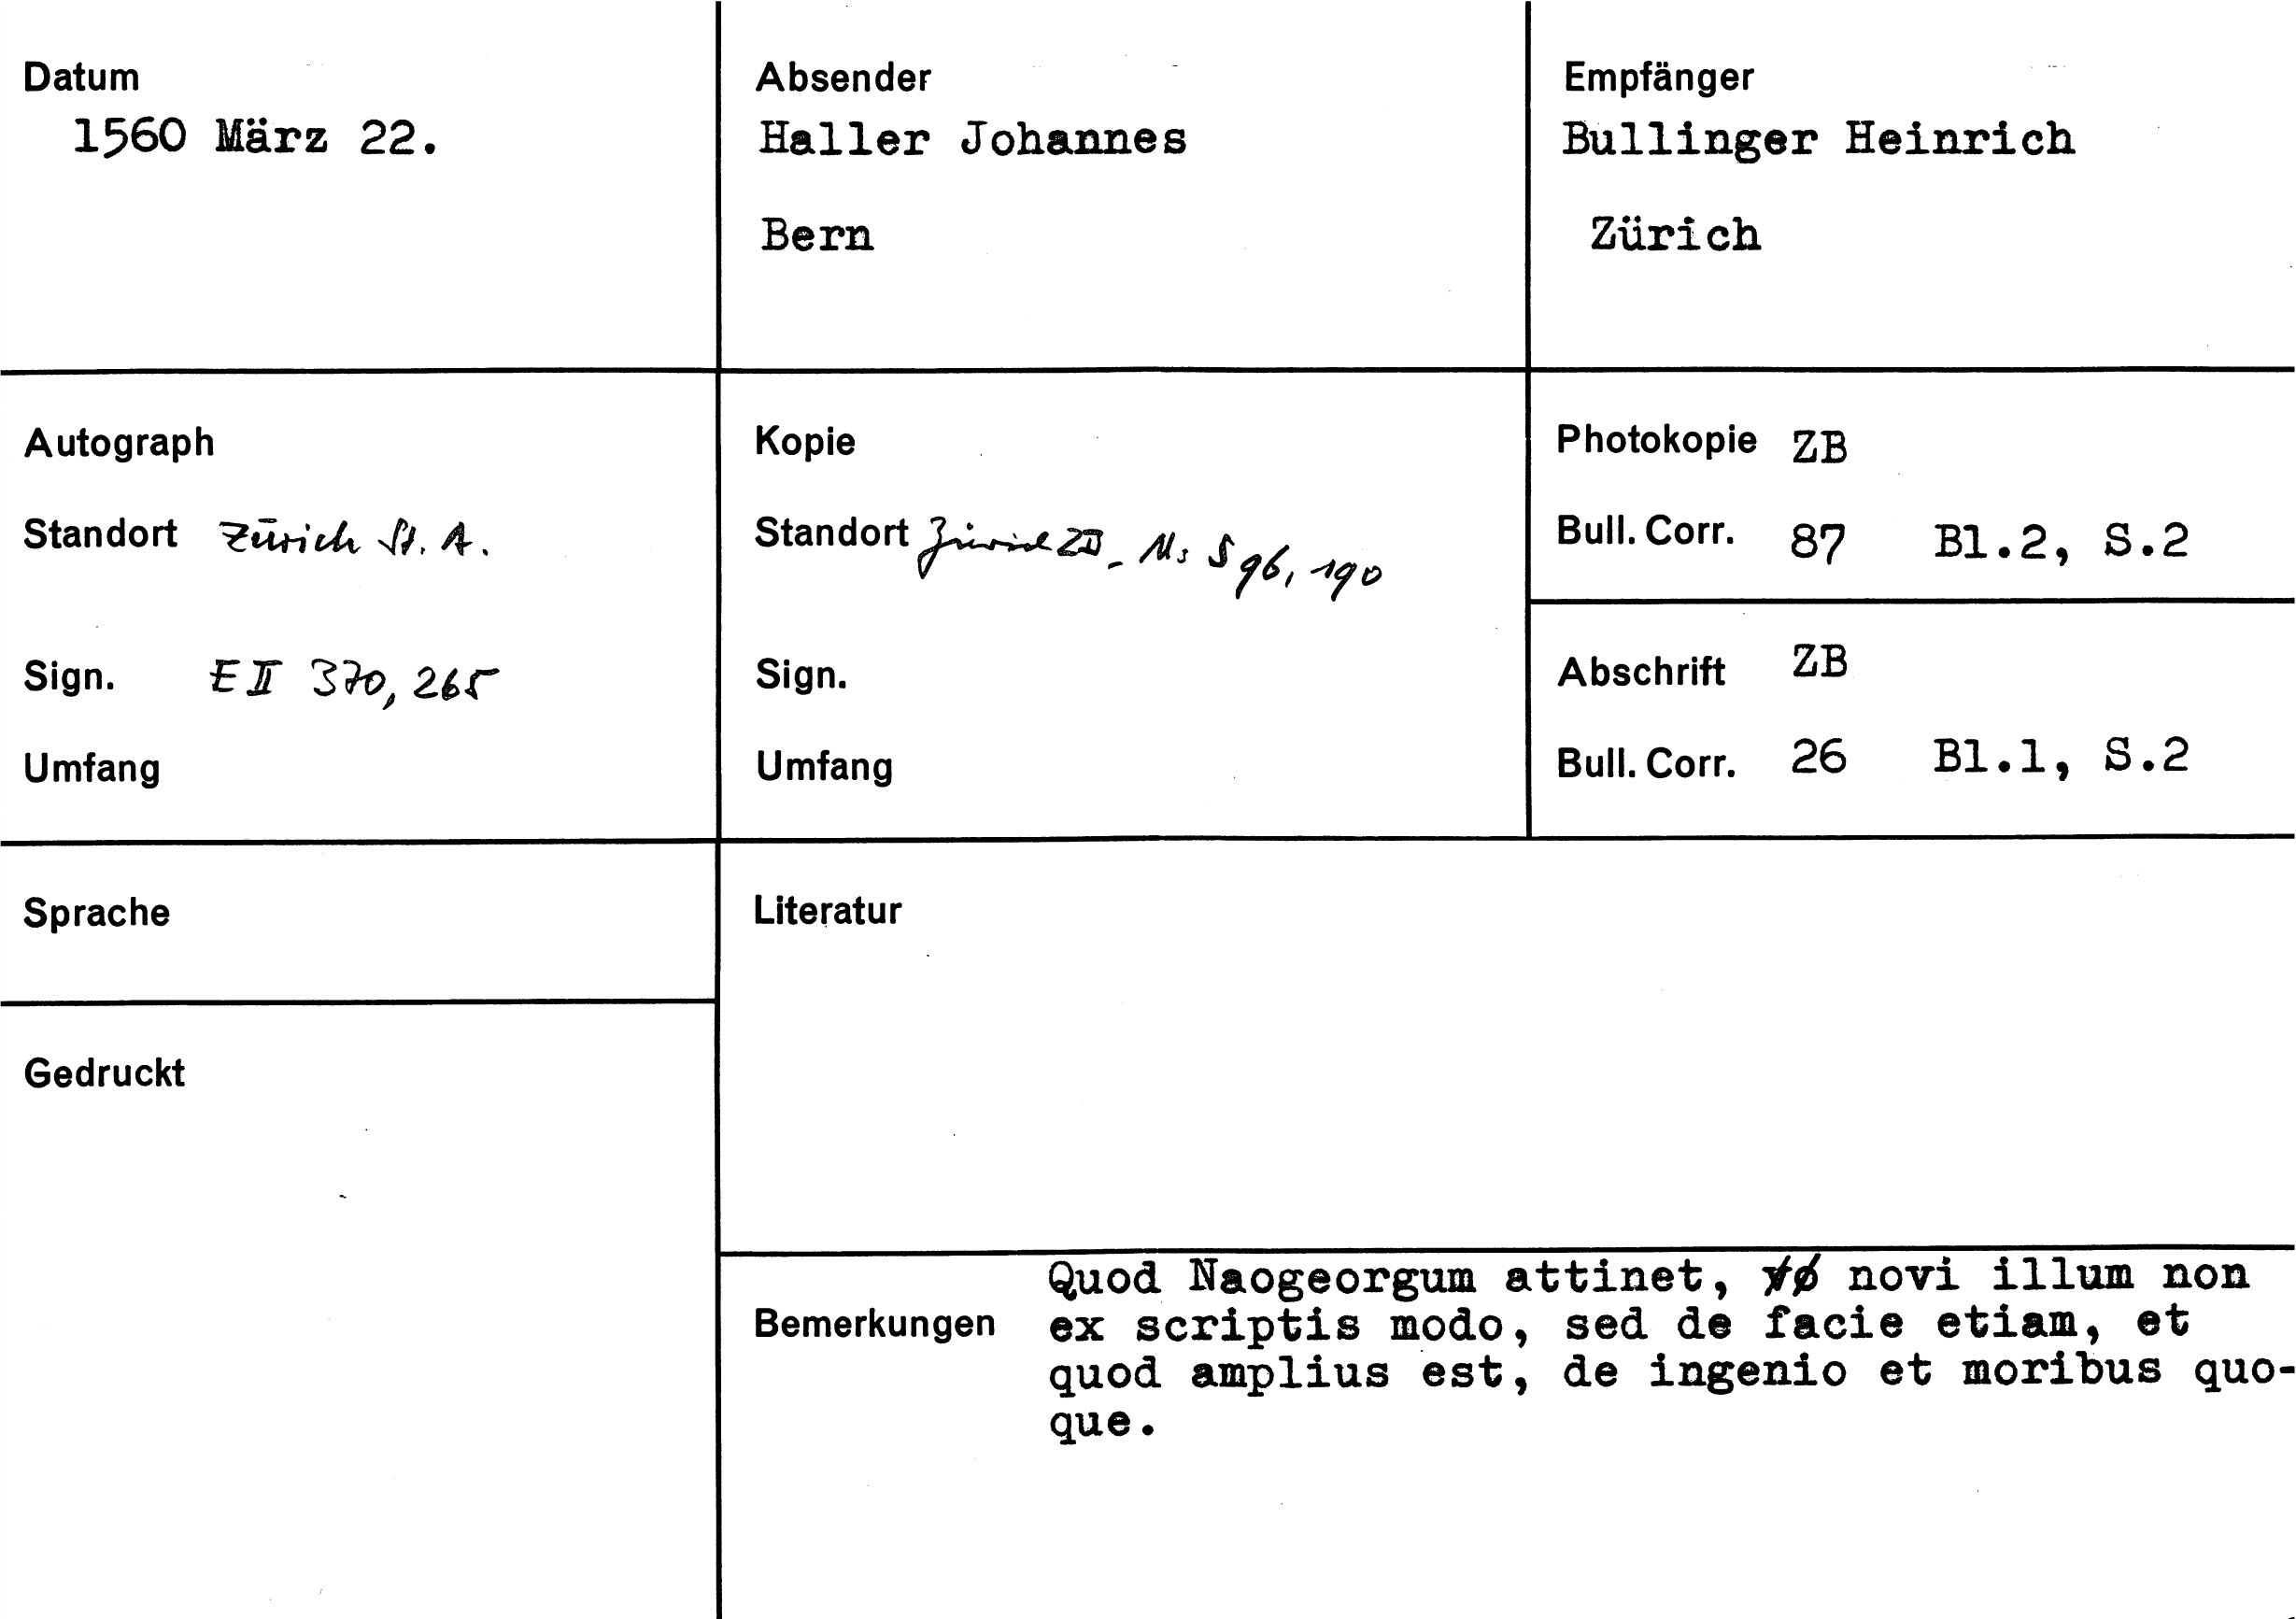 Datum
1560 März 22.
Absender
Haller Johannes
Bern
Empfänger
Bullinger Heinrich
Zürich
Autograph
Standort Zürich St. A.
Sign. E II 370, 265
Umfang
Kopie
Standort Zürich ZB, Ms S 96, 190
Sign.
Umfang
Photokopie ZB
Bull. Corr. 87 Bl.2, S.2
Abschrift ZB
Bull. Corr. 26 Bl.1, S.2
Sprache
Literatur
Gedruckt
Bemerkungen
Quod Naogeorgum attinet, novi illum non
ex scriptis modo, sed de facie etiam, et
quod amplius est, de ingenio et moribus quo-
que.